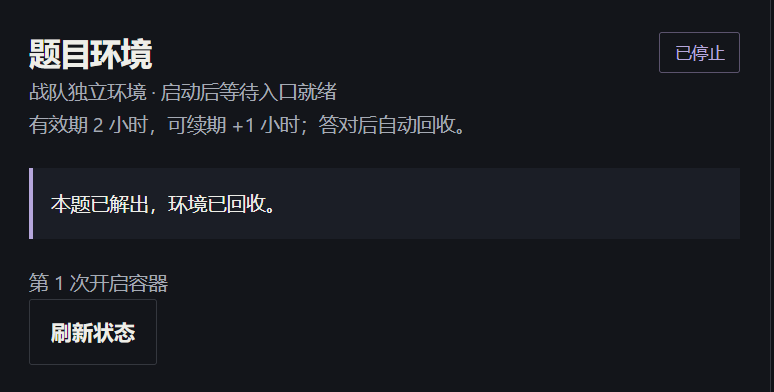 题目环境
已停止
战队独立环境 · 启动后等待入口就绪
有效期 2 小时，可续期 +1 小时；答对后自动回收。
本题已解出，环境已回收。
第 1 次开启容器
刷新状态